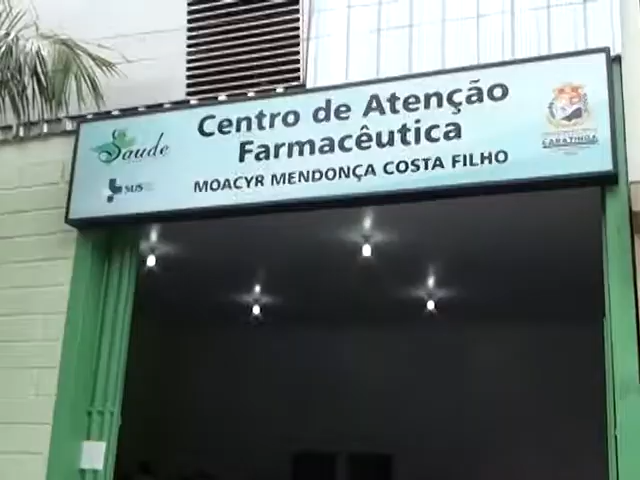 Saude
SUS
Centro de Atenção
Farmacêutica
MOACYR MENDONÇA COSTA FILHO
CARATINGA